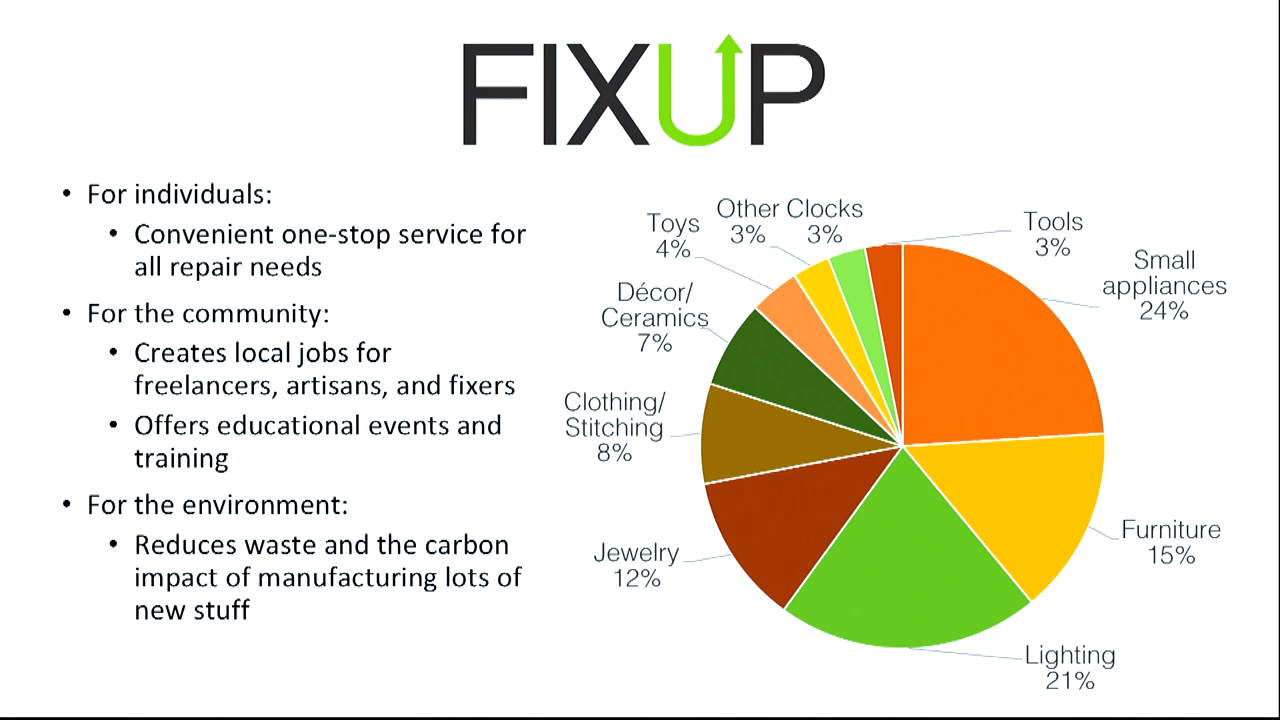 FIXUP
• For individuals:
• Convenient one-stop service for
all repair needs
• For the community:
• Creates local jobs for
freelancers, artisans, and fixers
• Offers educational events and
training
• For the environment:
• Reduces waste and the carbon
impact of manufacturing lots of
new stuff
Small
appliances
24%
Furniture
15%
Lighting
21%
Jewelry
12%
Clothing/
Stitching
8%
Décor/
Ceramics
7%
Toys
4%
Other
3%
Clocks
3%
Tools
3%